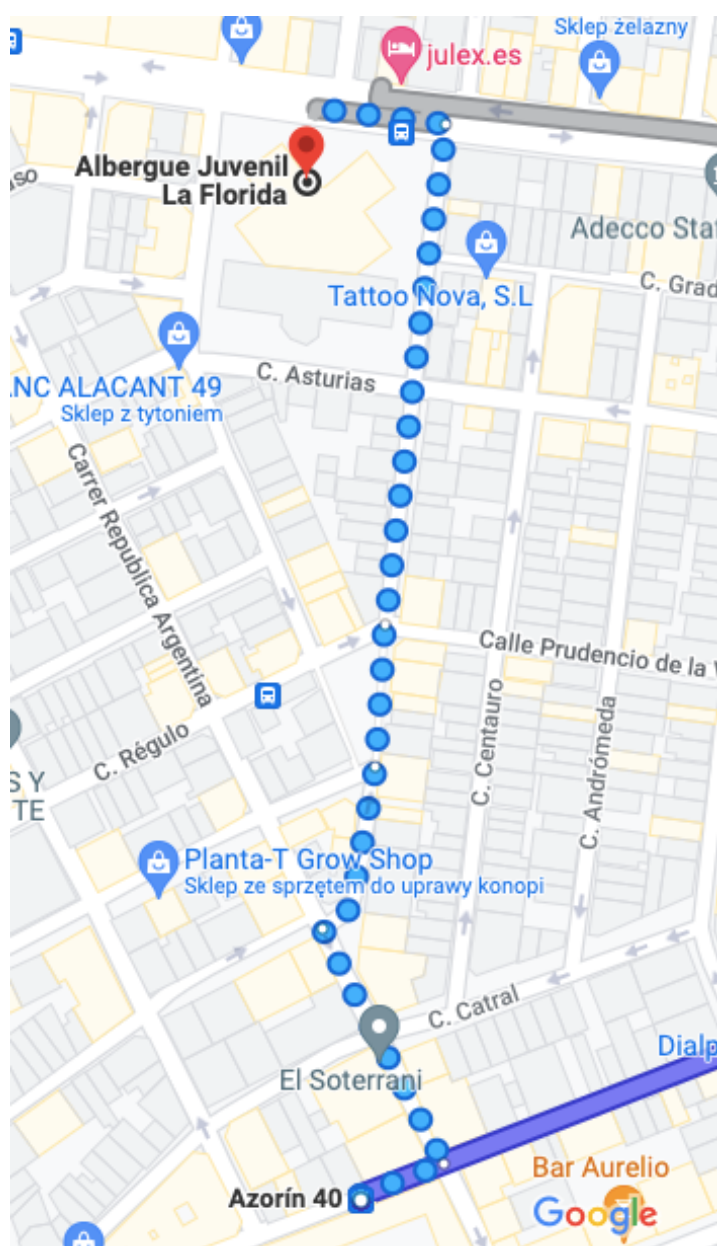 Sklep żelazny
julex.es
Albergue Juvenil
La Florida
uso
Adecco Stat
Tattoo Nova, S.L
C. Grad
C. Asturias
NC ALACANT 49
Sklep z tytoniem
Carrer Republica Argentina
Calle Prudencio de la V
C. Centauro
C. Andrómeda
C. Régulo
S Y
TE
Planta-T Grow Shop
Sklep ze sprzętem do uprawy konopi
C. Catral
Dialp
El Soterrani
Bar Aurelio
Azorín 40
Google